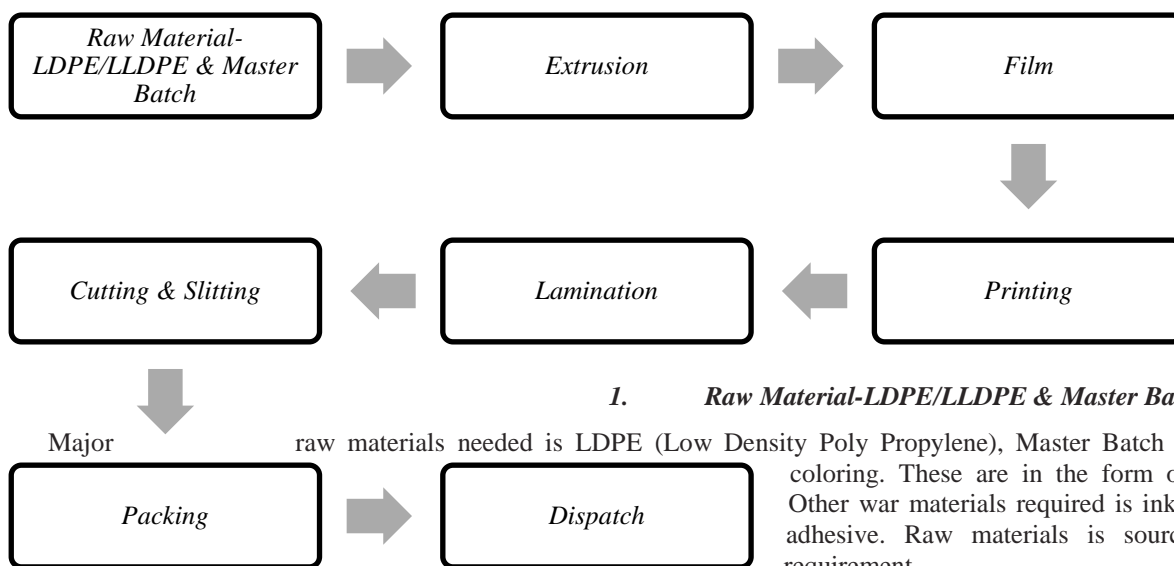 Raw Material-
LDPE/LLDPE & Master
Batch
Extrusion
Film
Printing
Lamination
Cutting & Slitting
1. Raw Material-LDPE/LLDPE & Master
Major raw materials needed is LDPE (Low Density Poly Propylene), Master Batch
coloring. These are in the form
Other war materials required is ink
adhesive. Raw materials is
requirement
Packing
Dispatch